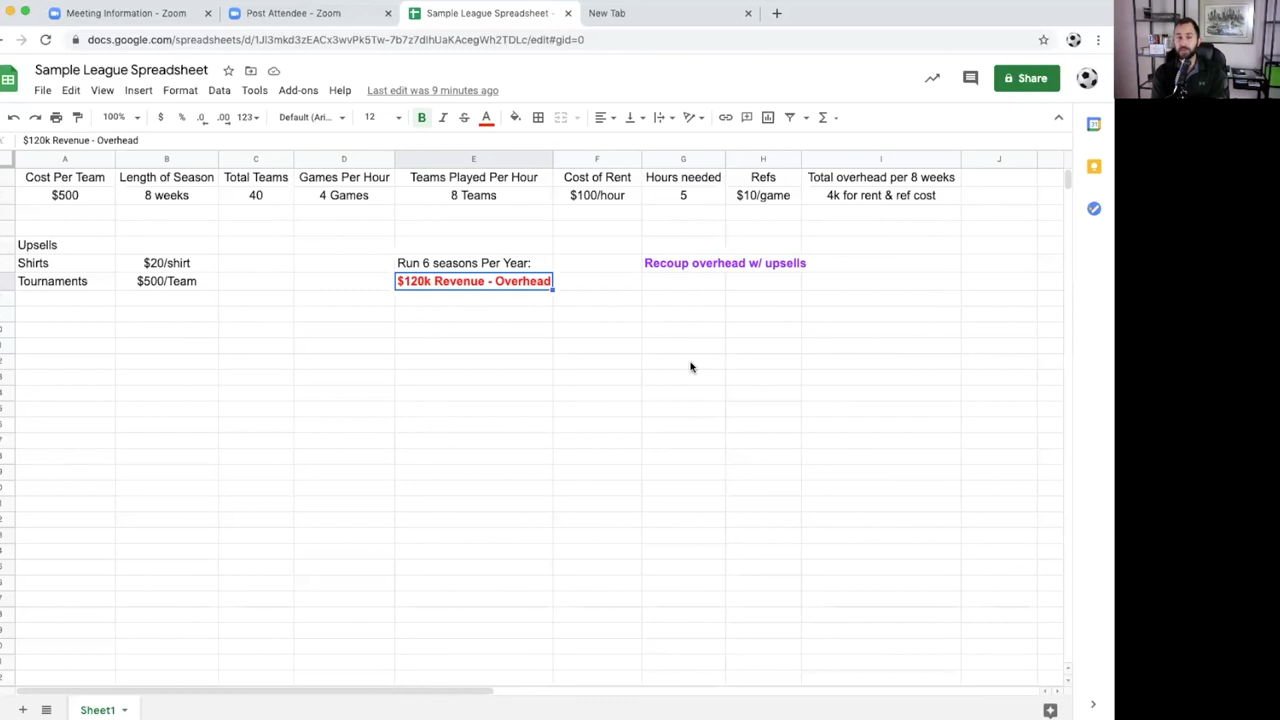 Meeting Information - Zoom
Post Attendee - Zoom
Sample League Spreadsheet -
New Tab
docs.google.com/spreadsheets/d/1JI3mkd3zEACx3wvPk5Tw-7b7z7dlhUaKAcegWh2TDLc/edit#gid=0
Sample League Spreadsheet
Share
File Edit View Insert Format Data Tools Add-ons Help Last edit was 9 minutes ago
100% $ % .0 .00 123 Default (Ari... 12 B I S A
$120k Revenue - Overhead
A B C D E F G H I J
Cost Per Team Length of Season Total Teams Games Per Hour Teams Played Per Hour Cost of Rent Hours needed Refs Total overhead per 8 weeks
$500 8 weeks 40 4 Games 8 Teams $100/hour 5 $10/game 4k for rent & ref cost
Upsells
Shirts $20/shirt Run 6 seasons Per Year: Recoup overhead w/ upsells
Tournaments $500/Team $120k Revenue - Overhead
Sheet1